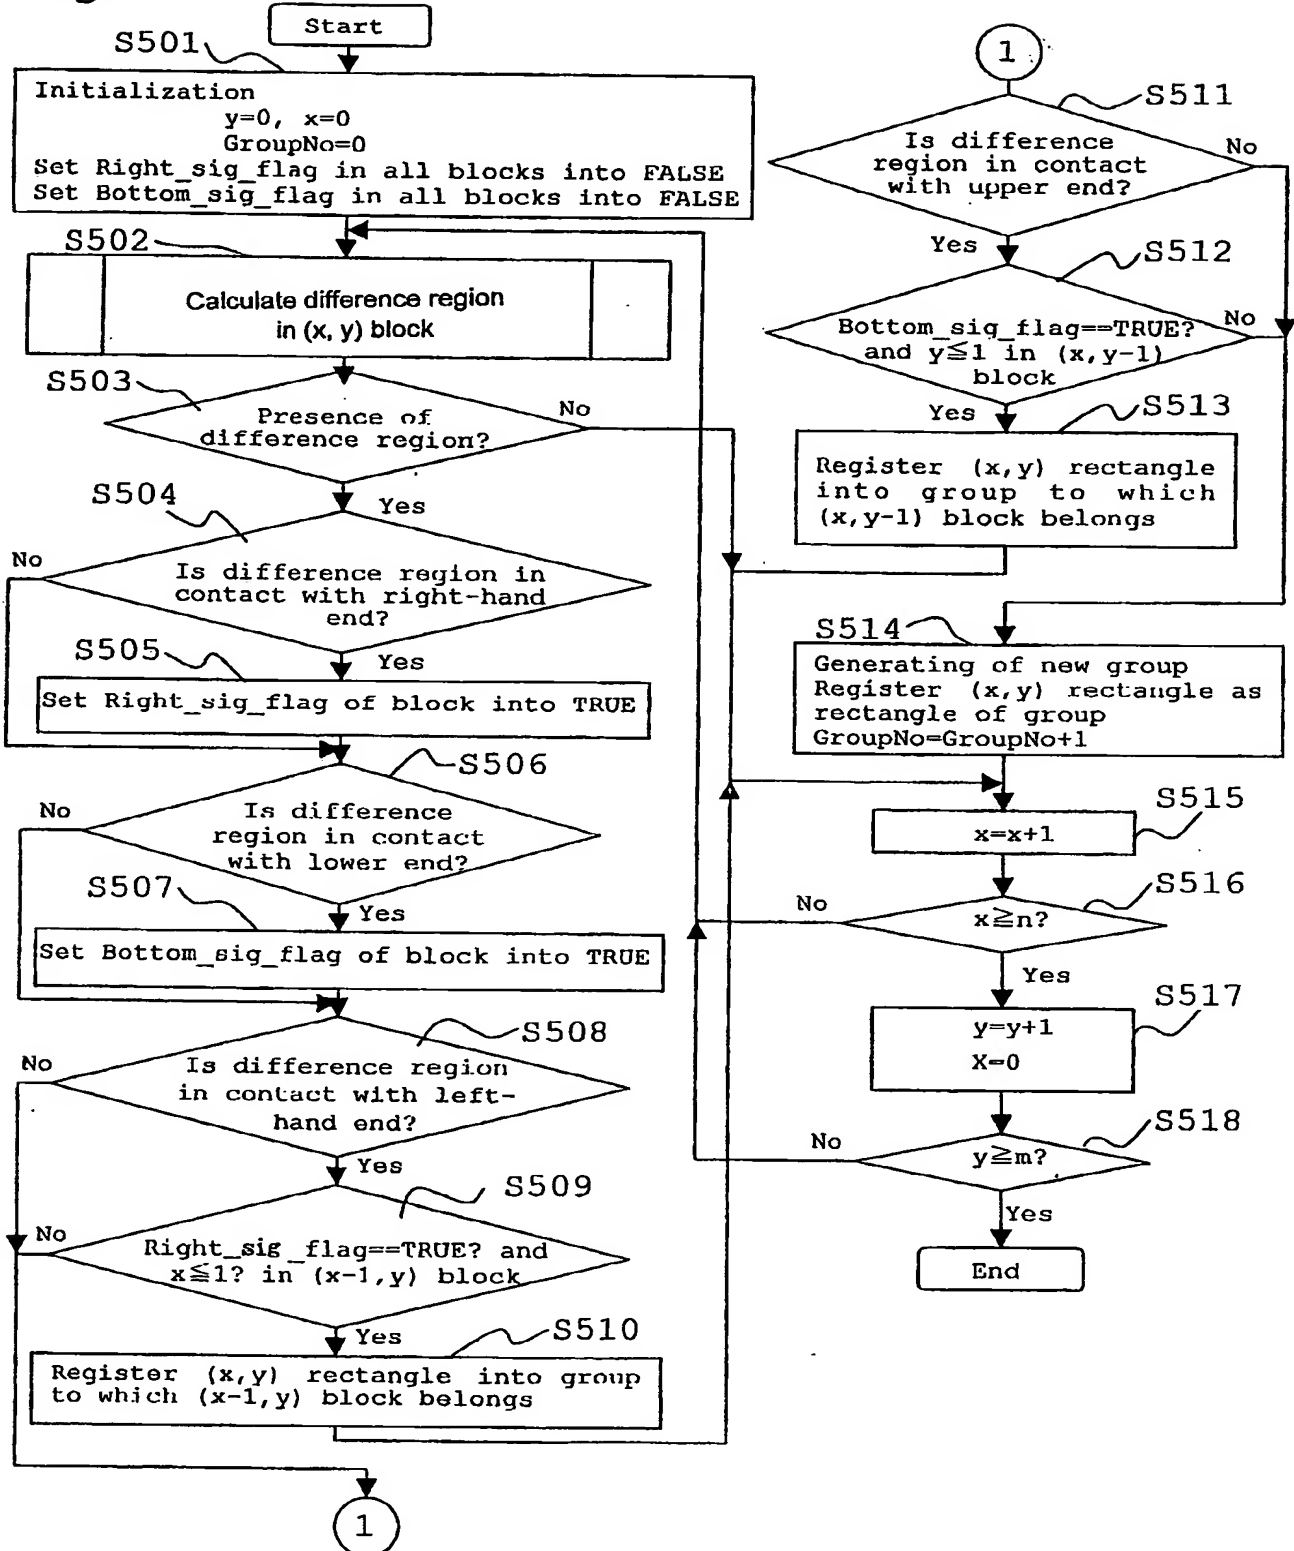 Start
S501
Initialization
y=0, x=0
GroupNo=0
Set Right_sig_flag in all blocks into FALSE
Set Bottom_sig_flag in all blocks into FALSE
S502
Calculate difference region
in (x, y) block
S503
Presence of
difference region?
No
Yes
S504
No
Is difference region in
contact with right-hand
end?
Yes
S505
Set Right_sig_flag of block into TRUE
S506
No
Is difference
region in contact
with lower end?
Yes
S507
Set Bottom_sig_flag of block into TRUE
S508
No
Is difference region
in contact with left-
hand end?
Yes
S509
No
Right_sig_flag==TRUE? and
x≦1? in (x-1,y) block
Yes
S510
Register (x,y) rectangle into group
to which (x-1,y) block belongs
1
1
S511
Is difference
region in contact
with upper end?
No
Yes
S512
Bottom_sig_flag==TRUE?
and y≦1 in (x,y-1)
block
No
Yes
S513
Register (x,y) rectangle
into group to which
(x,y-1) block belongs
S514
Generating of new group
Register (x,y) rectangle as
rectangle of group
GroupNo=GroupNo+1
S515
x=x+1
S516
No
x≧n?
Yes
S517
y=y+1
X=0
S518
No
y≧m?
Yes
End